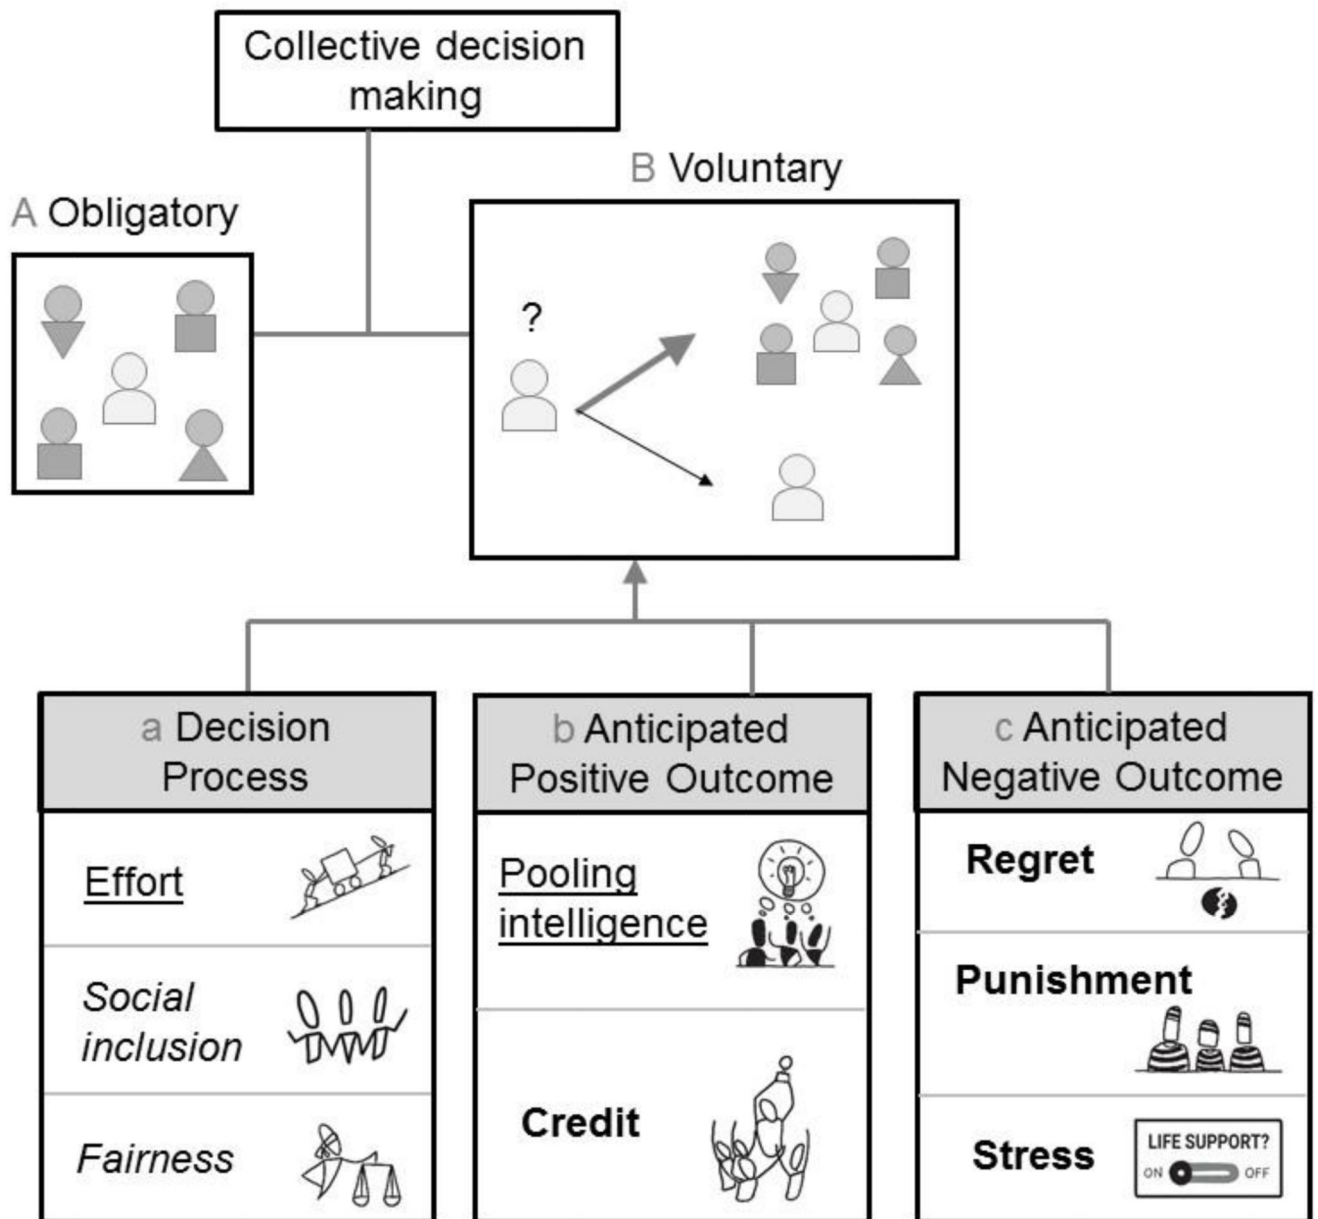 Collective decision
making
B Voluntary
A Obligatory
?
a Decision
Process
Effort
Social
inclusion
Fairness
b Anticipated
Positive Outcome
Pooling
intelligence
Credit
c Anticipated
Negative Outcome
Regret
Punishment
Stress
LIFE SUPPORT?
ON OFF